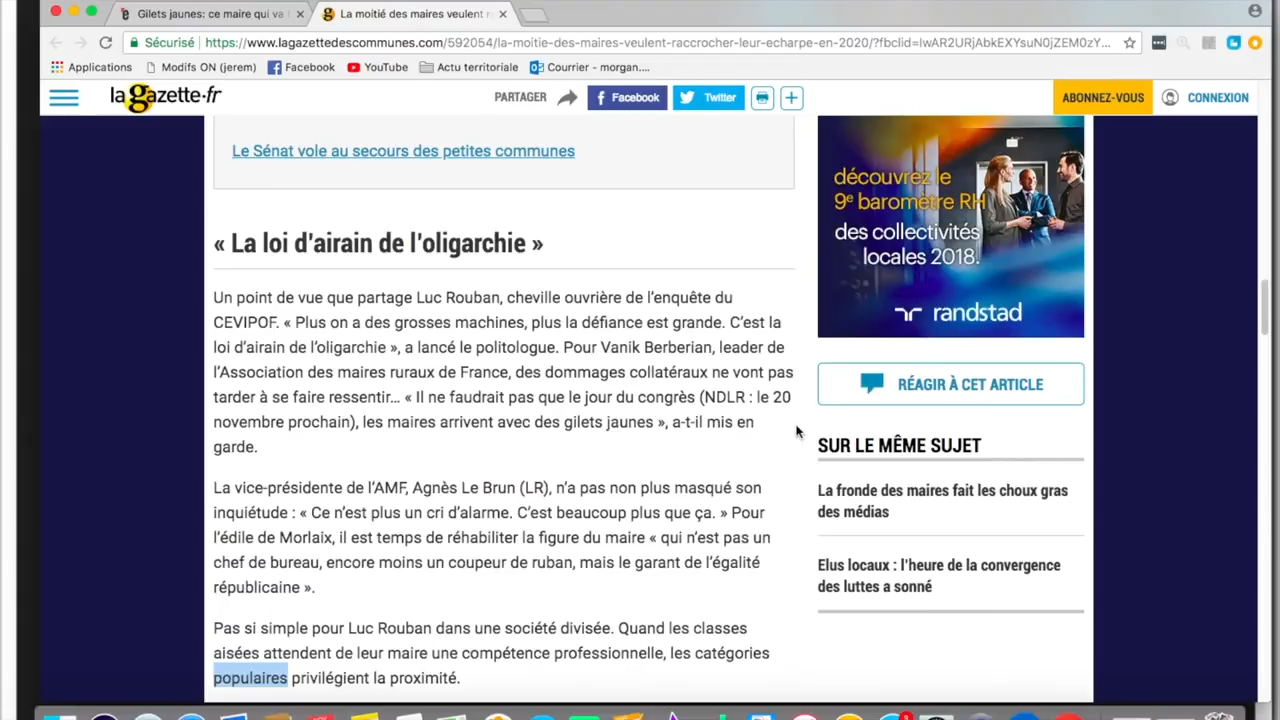 Gilets jaunes: ce maire qui va
La moitié des maires veulent
Sécurisé
https://www.lagazettedescommunes.com/592054/la-moitie-des-maires-veulent-raccrocher-leur-echarpe-en-2020/?fbclid=IwAR2URjAbkEXYsuN0jZEM0zY...
Applications
Modifs ON (jerem)
Facebook
YouTube
Actu territoriale
Courrier - morgan....
la gazette·fr
PARTAGER
Facebook
Twitter
ABONNEZ-VOUS
CONNEXION
Le Sénat vole au secours des petites communes
« La loi d’airain de l’oligarchie »
Un point de vue que partage Luc Rouban, cheville ouvrière de l’enquête du
CEVIPOF. « Plus on a des grosses machines, plus la défiance est grande. C’est la
loi d’airain de l’oligarchie », a lancé le politologue. Pour Vanik Berberian, leader de
l’Association des maires ruraux de France, des dommages collatéraux ne vont pas
tarder à se faire ressentir… « Il ne faudrait pas que le jour du congrès (NDLR : le 20
novembre prochain), les maires arrivent avec des gilets jaunes », a-t-il mis en
garde.
La vice-présidente de l’AMF, Agnès Le Brun (LR), n’a pas non plus masqué son
inquiétude : « Ce n’est plus un cri d’alarme. C’est beaucoup plus que ça. » Pour
l’édile de Morlaix, il est temps de réhabiliter la figure du maire « qui n’est pas un
chef de bureau, encore moins un coupeur de ruban, mais le garant de l’égalité
républicaine ».
Pas si simple pour Luc Rouban dans une société divisée. Quand les classes
aisées attendent de leur maire une compétence professionnelle, les catégories
populaires privilégient la proximité.
découvrez le
9e baromètre RH
des collectivités
locales 2018.
randstad
RÉAGIR À CET ARTICLE
SUR LE MÊME SUJET
La fronde des maires fait les choux gras
des médias
Elus locaux : l’heure de la convergence
des luttes a sonné